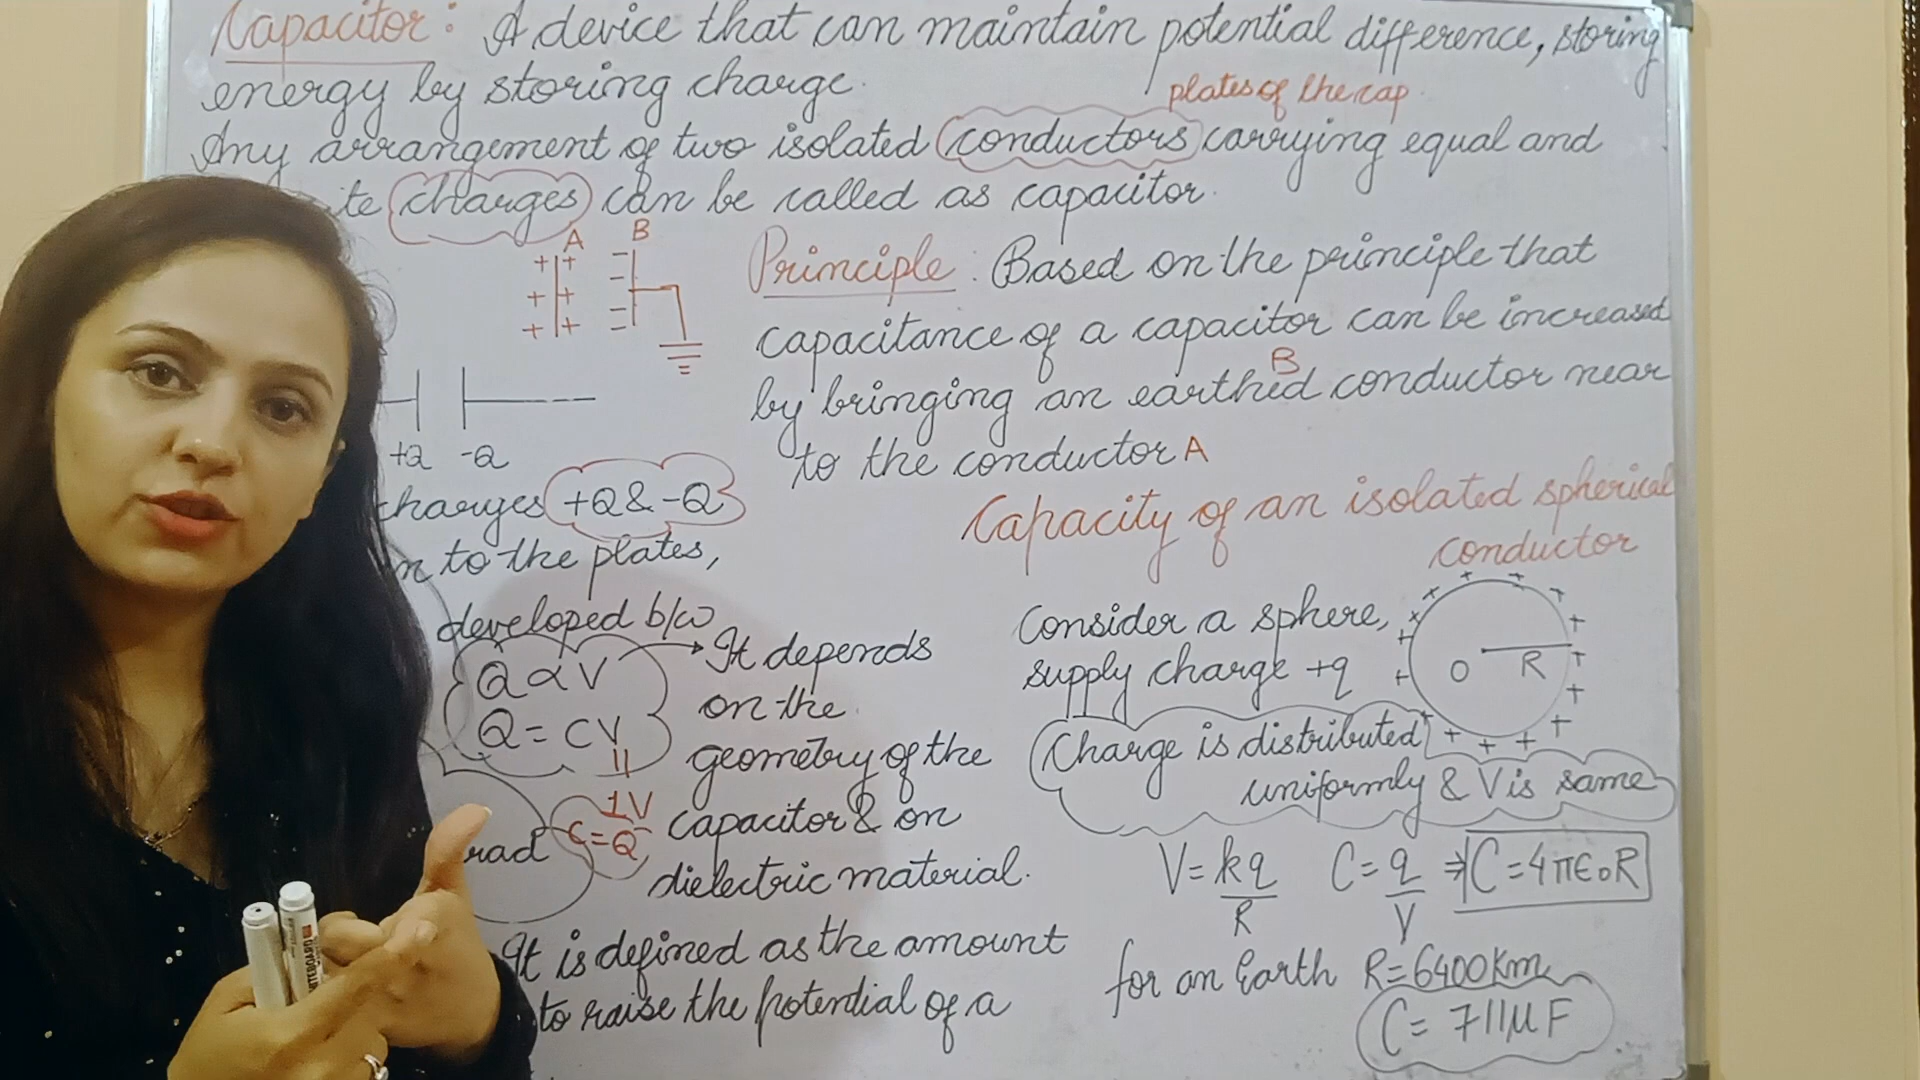 Capacitor: A device that can maintain potential difference, storing
energy by storing charge.
plates of the cap.
Any arrangement of two isolated conductors carrying equal and
ite charges can be called as capacitor.
A B
+ + -
+ + -
+ + -
Principle: Based on the principle that
capacitance of a capacitor can be increased
B
by bringing an earthed conductor near
to the conductor A
+Q -Q
charges +Q & -Q
to the plates,
developed b/w
Q ∝ V → It depends
on the
Q = CV
geometry of the
1V
capacitor & on
rad C = Q
dielectric material.
It is defined as the amount
to raise the potential of a
Capacity of an isolated spherical
conductor
Consider a sphere,
supply charge +q
O R
Charge is distributed
uniformly & V is same
V = kq/R C = q/V ⇒ C = 4πε₀R
for an Earth R = 6400 km
C = 711 μF
WHITEBOARD